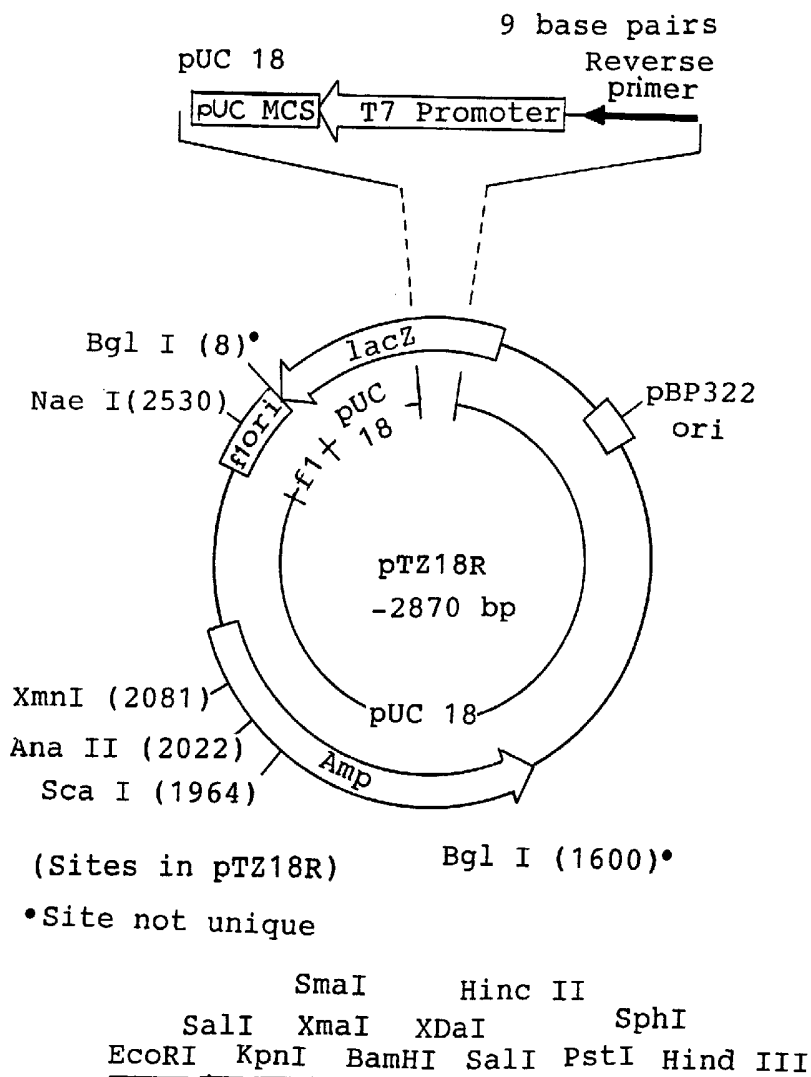 9 base pairs
pUC 18
Reverse
primer
pUC MCS
T7 Promoter
Bgl I (8)•
lacZ
Nae I(2530)
f1ori
pUC
18
f1
pBP322
ori
pTZ18R
-2870 bp
XmnI (2081)
Ana II (2022)
Sca I (1964)
pUC 18
Amp
(Sites in pTZ18R)
Bgl I (1600)•
•Site not unique
SmaI Hinc II
SalI XmaI XDaI SphI
EcoRI KpnI BamHI SalI PstI Hind III